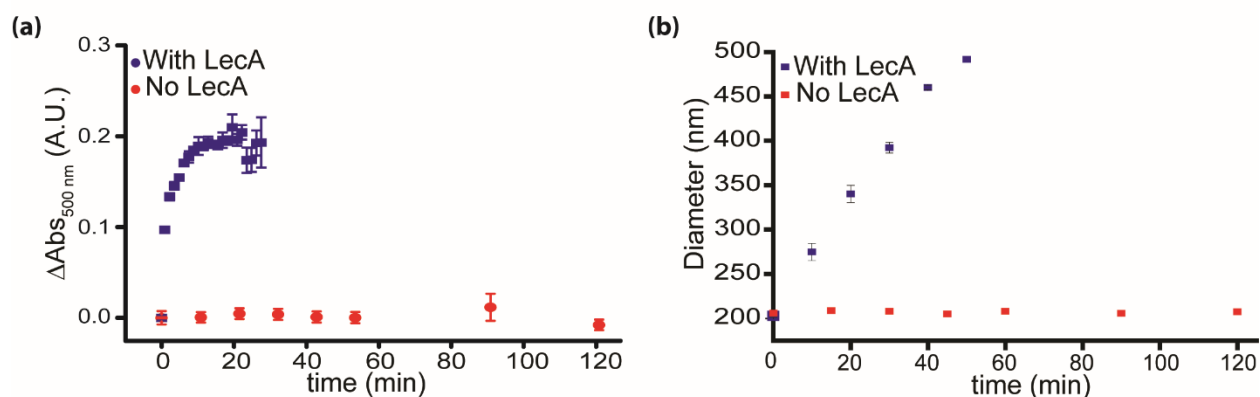 (a)
0.3
With LecA
No LecA
0.2
0.1
0.0
ΔAbs500 nm (A.U.)
0 20 40 60 80 100 120
time (min)
(b)
500
With LecA
No LecA
450
400
350
300
250
200
Diameter (nm)
0 20 40 60 80 100 120
time (min)